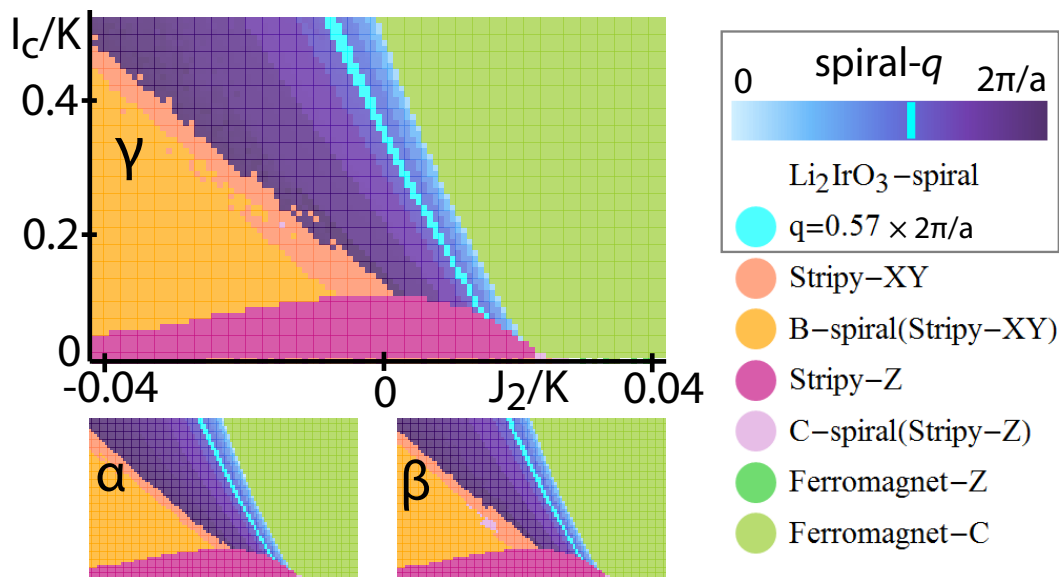 I_c/K
0.4
γ
0.2
0
-0.04
0
J_2/K
0.04
α
β
0
spiral-q
2π/a
Li_2IrO_3-spiral
q=0.57 × 2π/a
Stripy-XY
B-spiral(Stripy-XY)
Stripy-Z
C-spiral(Stripy-Z)
Ferromagnet-Z
Ferromagnet-C